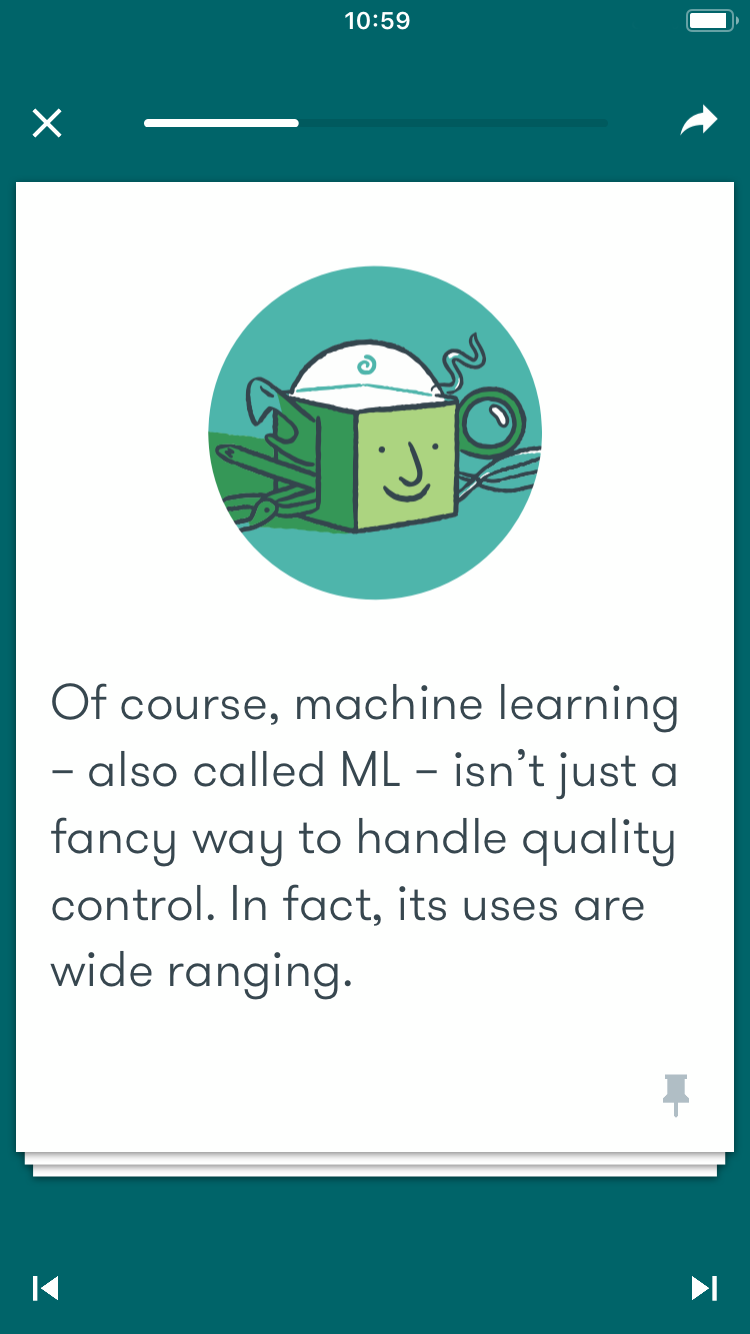 10:59
Of course, machine learning
– also called ML – isn’t just a
fancy way to handle quality
control. In fact, its uses are
wide ranging.